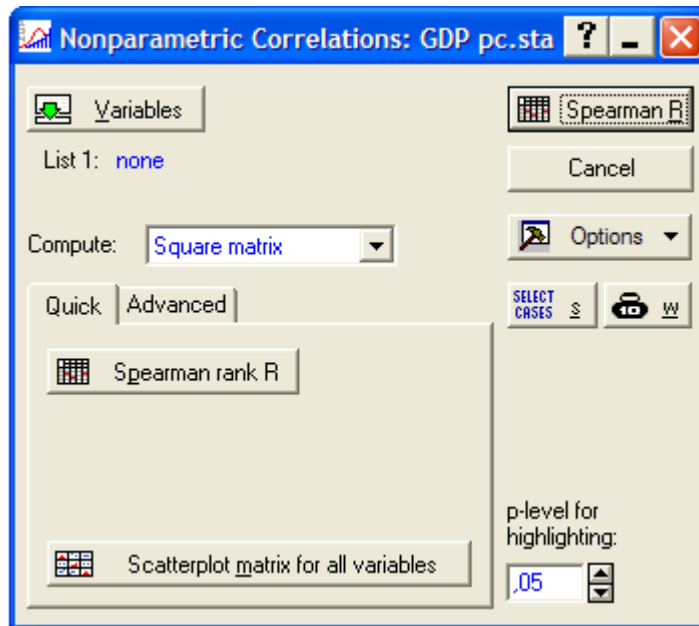 Nonparametric Correlations: GDP pc.sta ?
Variables
Spearman R
List 1: none
Cancel
Compute: Square matrix
Options
Quick Advanced
SELECT CASES S W
Spearman rank R
p-level for
highlighting:
Scatterplot matrix for all variables
,05